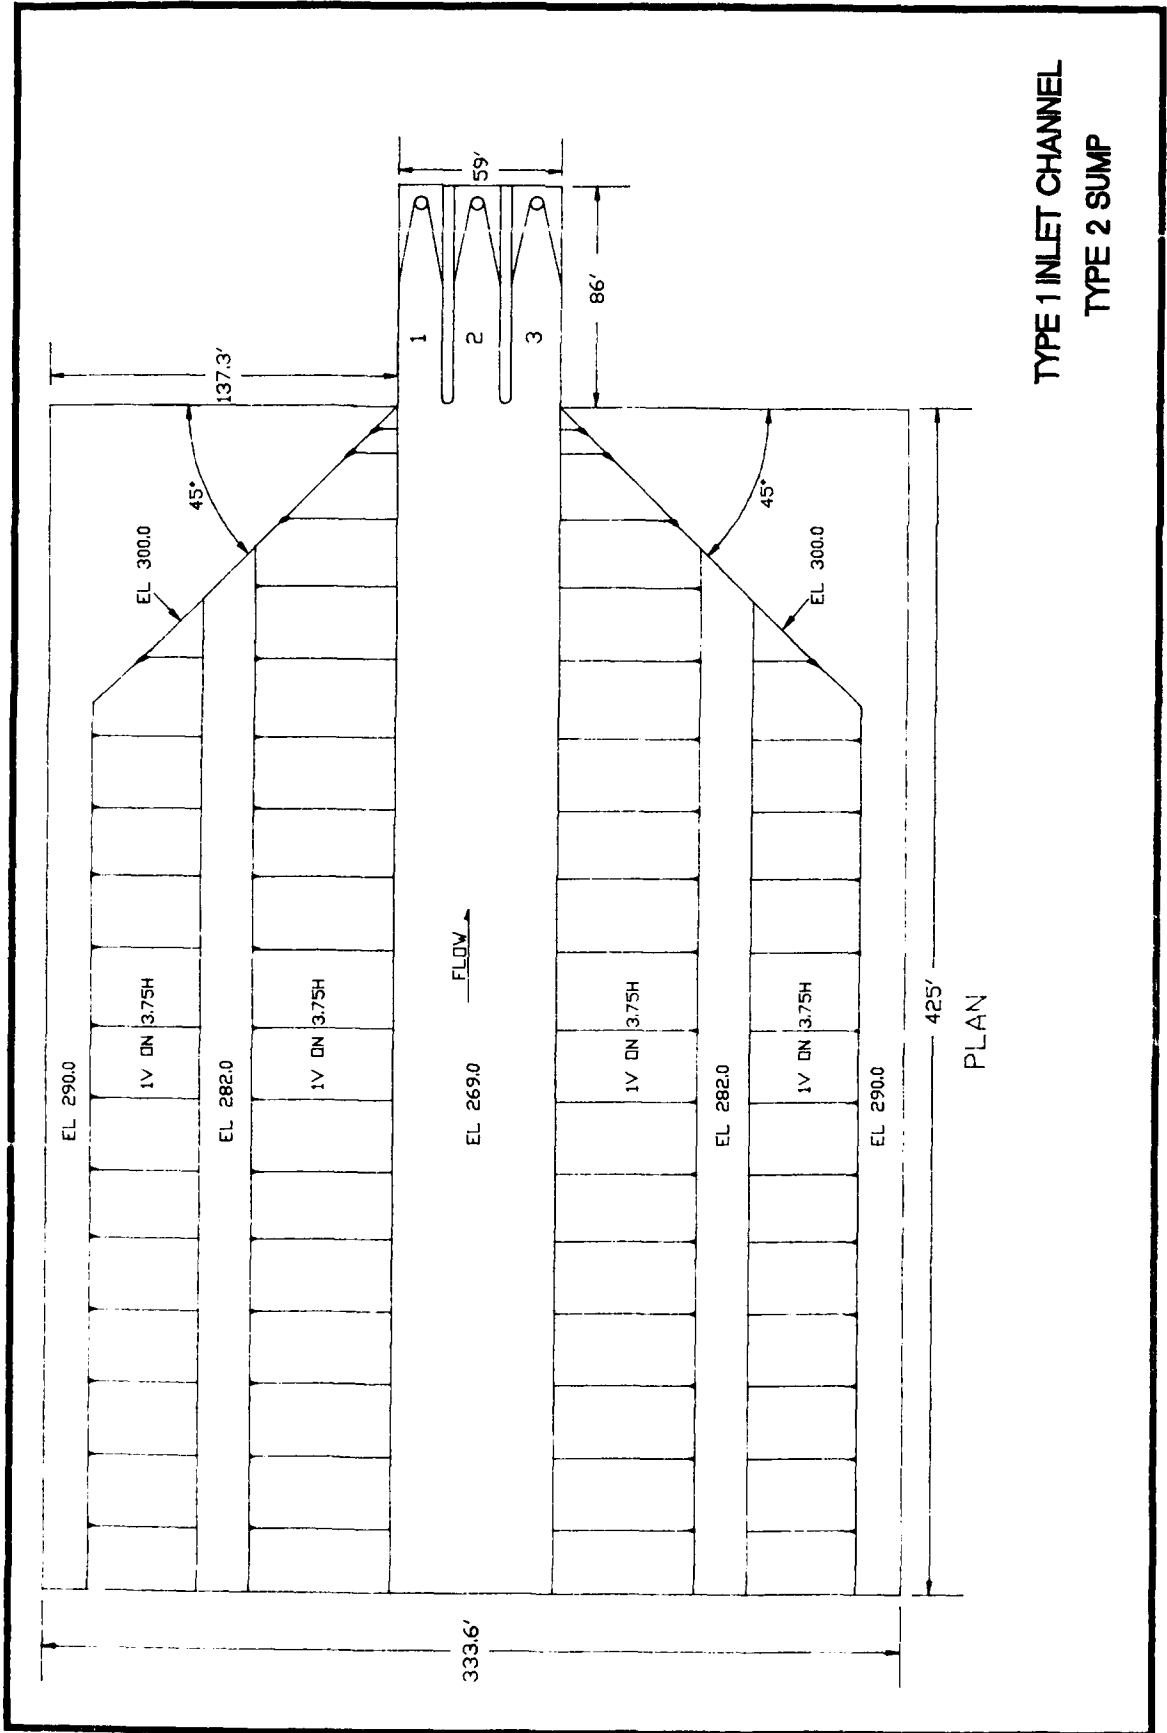 59'
137.3'
1
2
3
86'
45°
45°
EL 300.0
EL 300.0
EL 290.0
1V ON 3.75H
EL 282.0
1V ON 3.75H
FLOW
EL 269.0
1V ON 3.75H
EL 282.0
1V ON 3.75H
EL 290.0
425'
333.6'
PLAN
TYPE 1 INLET CHANNEL
TYPE 2 SUMP